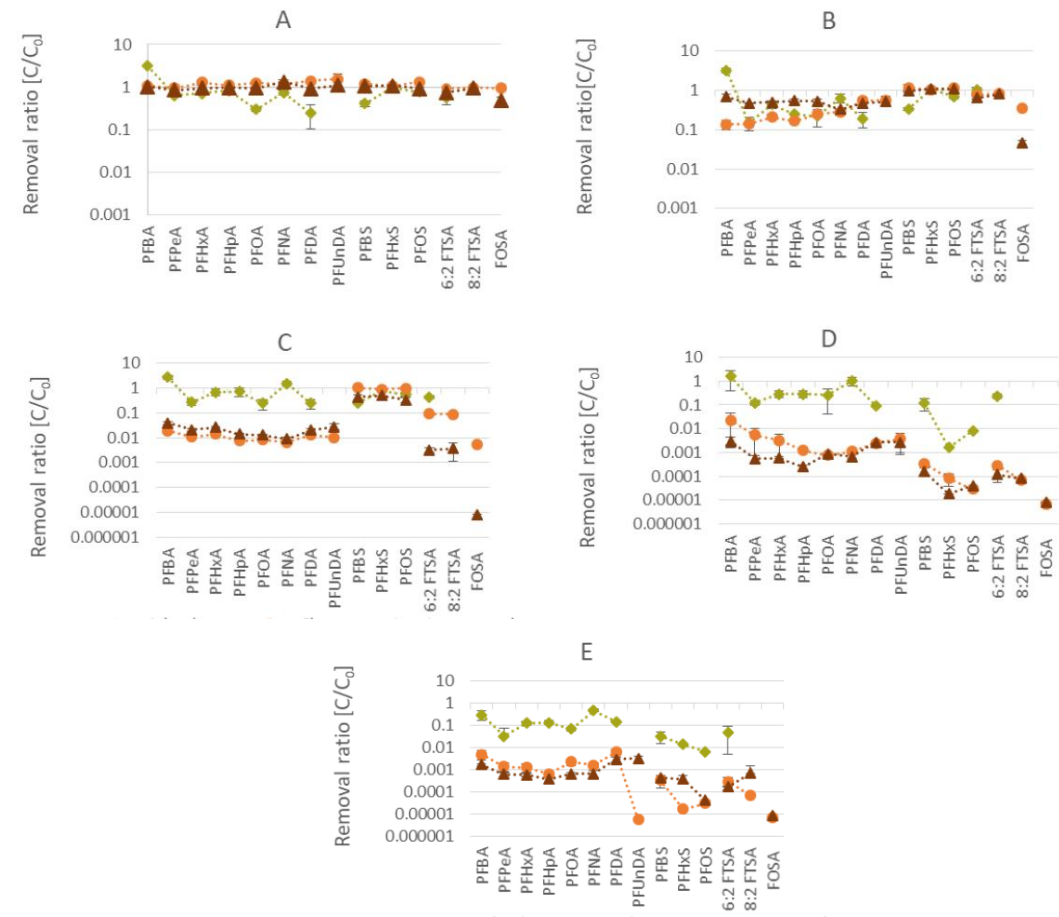 A
Removal ratio [C/C₀]
10
1
0.1
0.01
0.001
PFBA
PFPeA
PFHxA
PFHpA
PFOA
PFNA
PFDA
PFUnDA
PFBS
PFHxS
PFOS
6:2 FTSA
8:2 FTSA
FOSA
B
Removal ratio[C/C₀]
10
1
0.1
0.01
0.001
PFBA
PFPeA
PFHxA
PFHpA
PFOA
PFNA
PFDA
PFUnDA
PFBS
PFHxS
PFOS
6:2 FTSA
8:2 FTSA
FOSA
C
Removal ratio [C/C₀]
10
1
0.1
0.01
0.001
0.0001
0.00001
0.000001
PFBA
PFPeA
PFHxA
PFHpA
PFOA
PFNA
PFDA
PFUnDA
PFBS
PFHxS
PFOS
6:2 FTSA
8:2 FTSA
FOSA
D
Removal ratio [C/C₀]
10
1
0.1
0.01
0.001
0.0001
0.00001
0.000001
PFBA
PFPeA
PFHxA
PFHpA
PFOA
PFNA
PFDA
PFUnDA
PFBS
PFHxS
PFOS
6:2 FTSA
8:2 FTSA
FOSA
E
Removal ratio [C/C₀]
10
1
0.1
0.01
0.001
0.0001
0.00001
0.000001
PFBA
PFPeA
PFHxA
PFHpA
PFOA
PFNA
PFDA
PFUnDA
PFBS
PFHxS
PFOS
6:2 FTSA
8:2 FTSA
FOSA